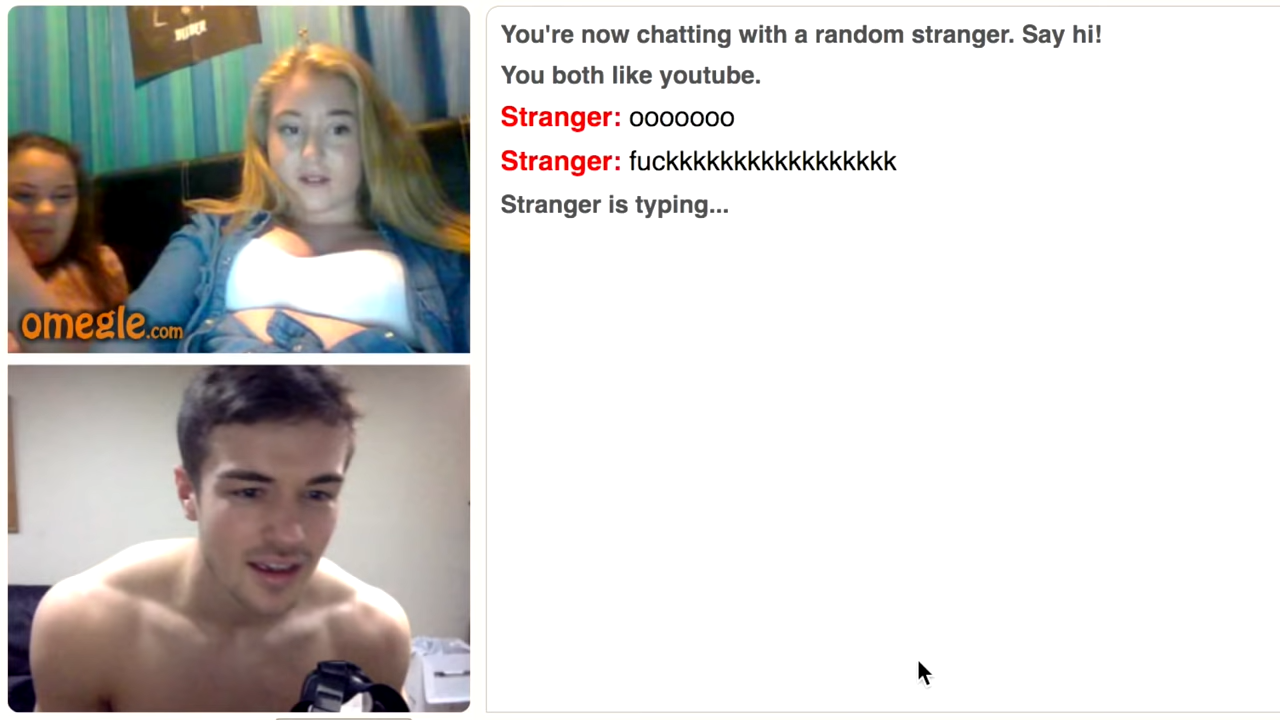 You're now chatting with a random stranger. Say hi!
You both like youtube.
Stranger: ooooooo
Stranger: fuckkkkkkkkkkkkkkkkk
Stranger is typing...
omegle.com